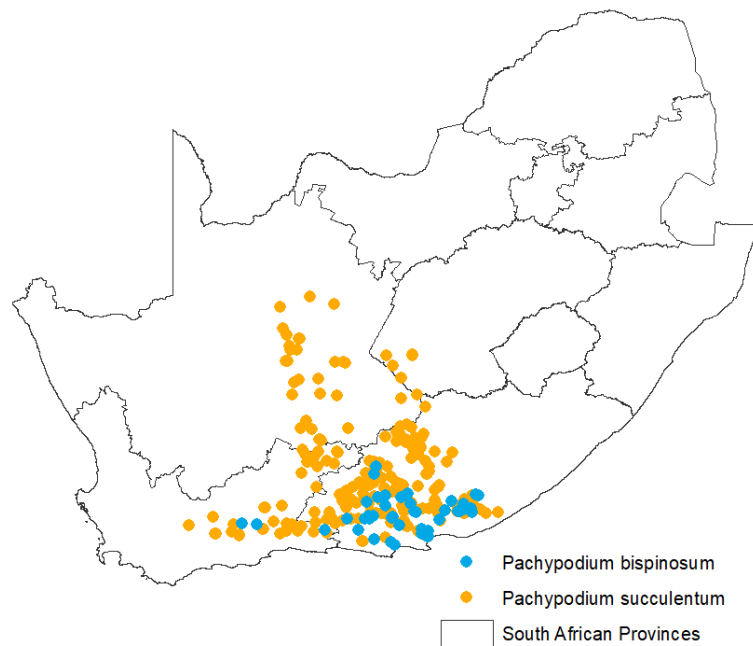 Pachypodium bispinosum
Pachypodium succulentum
South African Provinces